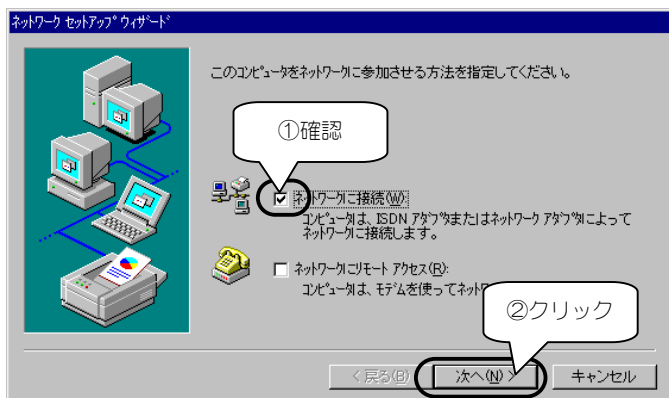 ネットワーク セットアップ ウィザード
このコンピュータをネットワークに参加させる方法を指定してください。
①確認
ネットワークに接続(W):
コンピュータは、ISDN アダプタまたはネットワーク アダプタによって
ネットワークに接続します。
ネットワークにリモート アクセス(R):
コンピュータは、モデムを使ってネットワ
②クリック
< 戻る(B)
次へ(N) >
キャンセル